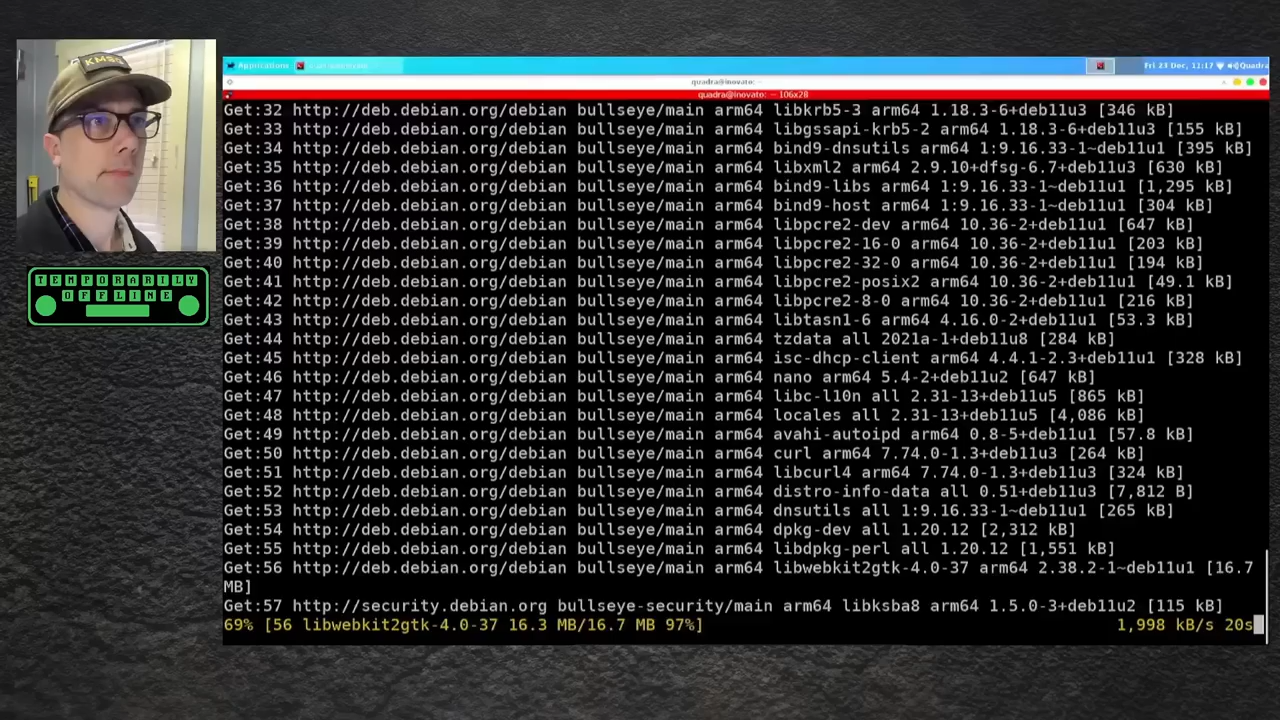 KMSG
TEMPORARILY
OFFLINE
Applications
Fri 23 Dec, 11:17 Quadra
quadra@inovato: ~
quadra@inovato: ~ 106x28
Get:32 http://deb.debian.org/debian bullseye/main arm64 libkrb5-3 arm64 1.18.3-6+deb11u3 [346 kB]
Get:33 http://deb.debian.org/debian bullseye/main arm64 libgssapi-krb5-2 arm64 1.18.3-6+deb11u3 [155 kB]
Get:34 http://deb.debian.org/debian bullseye/main arm64 bind9-dnsutils arm64 1:9.16.33-1~deb11u1 [395 kB]
Get:35 http://deb.debian.org/debian bullseye/main arm64 libxml2 arm64 2.9.10+dfsg-6.7+deb11u3 [630 kB]
Get:36 http://deb.debian.org/debian bullseye/main arm64 bind9-libs arm64 1:9.16.33-1~deb11u1 [1,295 kB]
Get:37 http://deb.debian.org/debian bullseye/main arm64 bind9-host arm64 1:9.16.33-1~deb11u1 [304 kB]
Get:38 http://deb.debian.org/debian bullseye/main arm64 libpcre2-dev arm64 10.36-2+deb11u1 [647 kB]
Get:39 http://deb.debian.org/debian bullseye/main arm64 libpcre2-16-0 arm64 10.36-2+deb11u1 [203 kB]
Get:40 http://deb.debian.org/debian bullseye/main arm64 libpcre2-32-0 arm64 10.36-2+deb11u1 [194 kB]
Get:41 http://deb.debian.org/debian bullseye/main arm64 libpcre2-posix2 arm64 10.36-2+deb11u1 [49.1 kB]
Get:42 http://deb.debian.org/debian bullseye/main arm64 libpcre2-8-0 arm64 10.36-2+deb11u1 [216 kB]
Get:43 http://deb.debian.org/debian bullseye/main arm64 libtasn1-6 arm64 4.16.0-2+deb11u1 [53.3 kB]
Get:44 http://deb.debian.org/debian bullseye/main arm64 tzdata all 2021a-1+deb11u8 [284 kB]
Get:45 http://deb.debian.org/debian bullseye/main arm64 isc-dhcp-client arm64 4.4.1-2.3+deb11u1 [328 kB]
Get:46 http://deb.debian.org/debian bullseye/main arm64 nano arm64 5.4-2+deb11u2 [647 kB]
Get:47 http://deb.debian.org/debian bullseye/main arm64 libc-l10n all 2.31-13+deb11u5 [865 kB]
Get:48 http://deb.debian.org/debian bullseye/main arm64 locales all 2.31-13+deb11u5 [4,086 kB]
Get:49 http://deb.debian.org/debian bullseye/main arm64 avahi-autoipd arm64 0.8-5+deb11u1 [57.8 kB]
Get:50 http://deb.debian.org/debian bullseye/main arm64 curl arm64 7.74.0-1.3+deb11u3 [264 kB]
Get:51 http://deb.debian.org/debian bullseye/main arm64 libcurl4 arm64 7.74.0-1.3+deb11u3 [324 kB]
Get:52 http://deb.debian.org/debian bullseye/main arm64 distro-info-data all 0.51+deb11u3 [7,812 B]
Get:53 http://deb.debian.org/debian bullseye/main arm64 dnsutils all 1:9.16.33-1~deb11u1 [265 kB]
Get:54 http://deb.debian.org/debian bullseye/main arm64 dpkg-dev all 1.20.12 [2,312 kB]
Get:55 http://deb.debian.org/debian bullseye/main arm64 libdpkg-perl all 1.20.12 [1,551 kB]
Get:56 http://deb.debian.org/debian bullseye/main arm64 libwebkit2gtk-4.0-37 arm64 2.38.2-1~deb11u1 [16.7
MB]
Get:57 http://security.debian.org bullseye-security/main arm64 libksba8 arm64 1.5.0-3+deb11u2 [115 kB]
69% [56 libwebkit2gtk-4.0-37 16.3 MB/16.7 MB 97%] 1,998 kB/s 20s